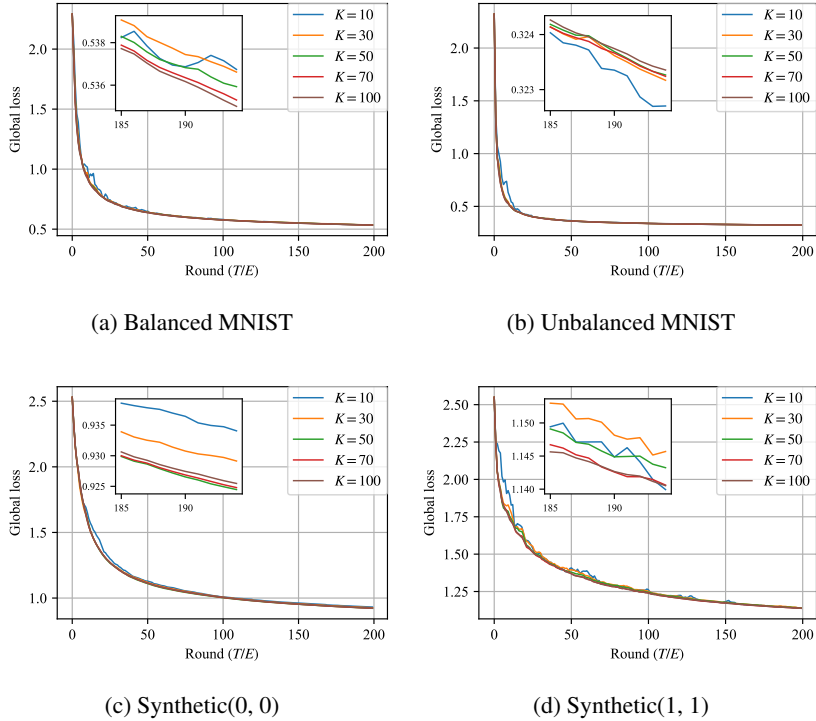 2.0
1.5
1.0
0.5
Global loss
0 50 100 150 200
Round (T/E)
0.538
0.536
185 190
K = 10
K = 30
K = 50
K = 70
K = 100
(a) Balanced MNIST
2.0
1.5
1.0
0.5
Global loss
0 50 100 150 200
Round (T/E)
0.324
0.323
185 190
K = 10
K = 30
K = 50
K = 70
K = 100
(b) Unbalanced MNIST
2.5
2.0
1.5
1.0
Global loss
0 50 100 150 200
Round (T/E)
0.935
0.930
0.925
185 190
K = 10
K = 30
K = 50
K = 70
K = 100
(c) Synthetic(0, 0)
2.50
2.25
2.00
1.75
1.50
1.25
Global loss
0 50 100 150 200
Round (T/E)
1.150
1.145
1.140
185 190
K = 10
K = 30
K = 50
K = 70
K = 100
(d) Synthetic(1, 1)